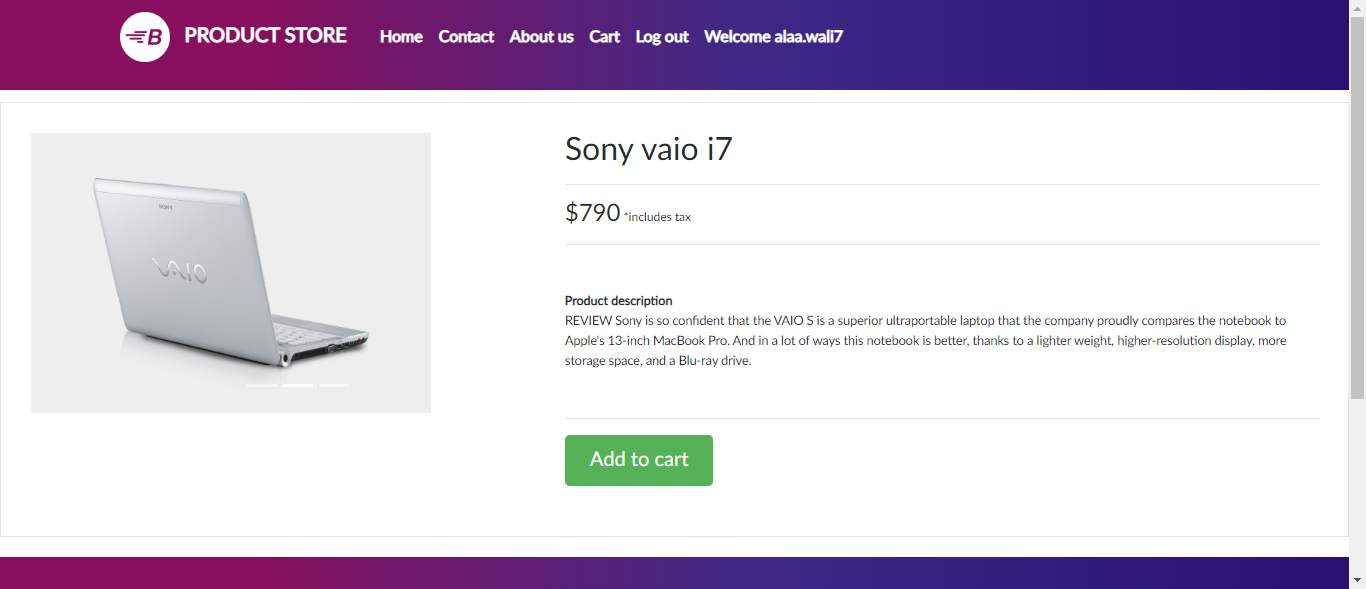 B PRODUCT STORE Home Contact About us Cart Log out Welcome alaa.wali7
Sony vaio i7
$790 *includes tax
SONY
VAIO
Product description
REVIEW Sony is so confident that the VAIO S is a superior ultraportable laptop that the company proudly compares the notebook to
Apple's 13-inch MacBook Pro. And in a lot of ways this notebook is better, thanks to a lighter weight, higher-resolution display, more
storage space, and a Blu-ray drive.
Add to cart